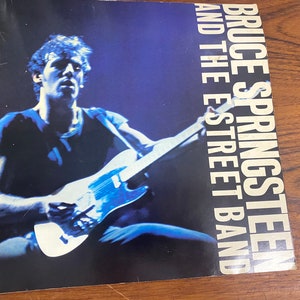 BRUCE SPRINGSTEEN
AND THE E STREET BAND